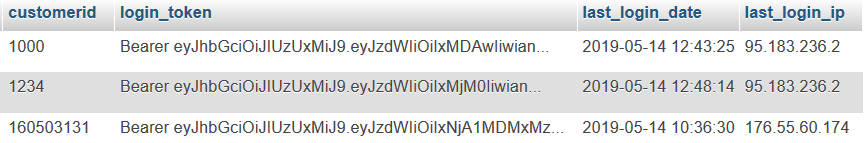 customerid login_token last_login_date last_login_ip
1000 Bearer eyJhbGciOiJIUzUxMiJ9.eyJzdWIiOiIxMDAwIiwian... 2019-05-14 12:43:25 95.183.236.2
1234 Bearer eyJhbGciOiJIUzUxMiJ9.eyJzdWIiOiIxMjM0Iiwian... 2019-05-14 12:48:14 95.183.236.2
160503131 Bearer eyJhbGciOiJIUzUxMiJ9.eyJzdWIiOiIxNjA1MDMxMz... 2019-05-14 10:36:30 176.55.60.174